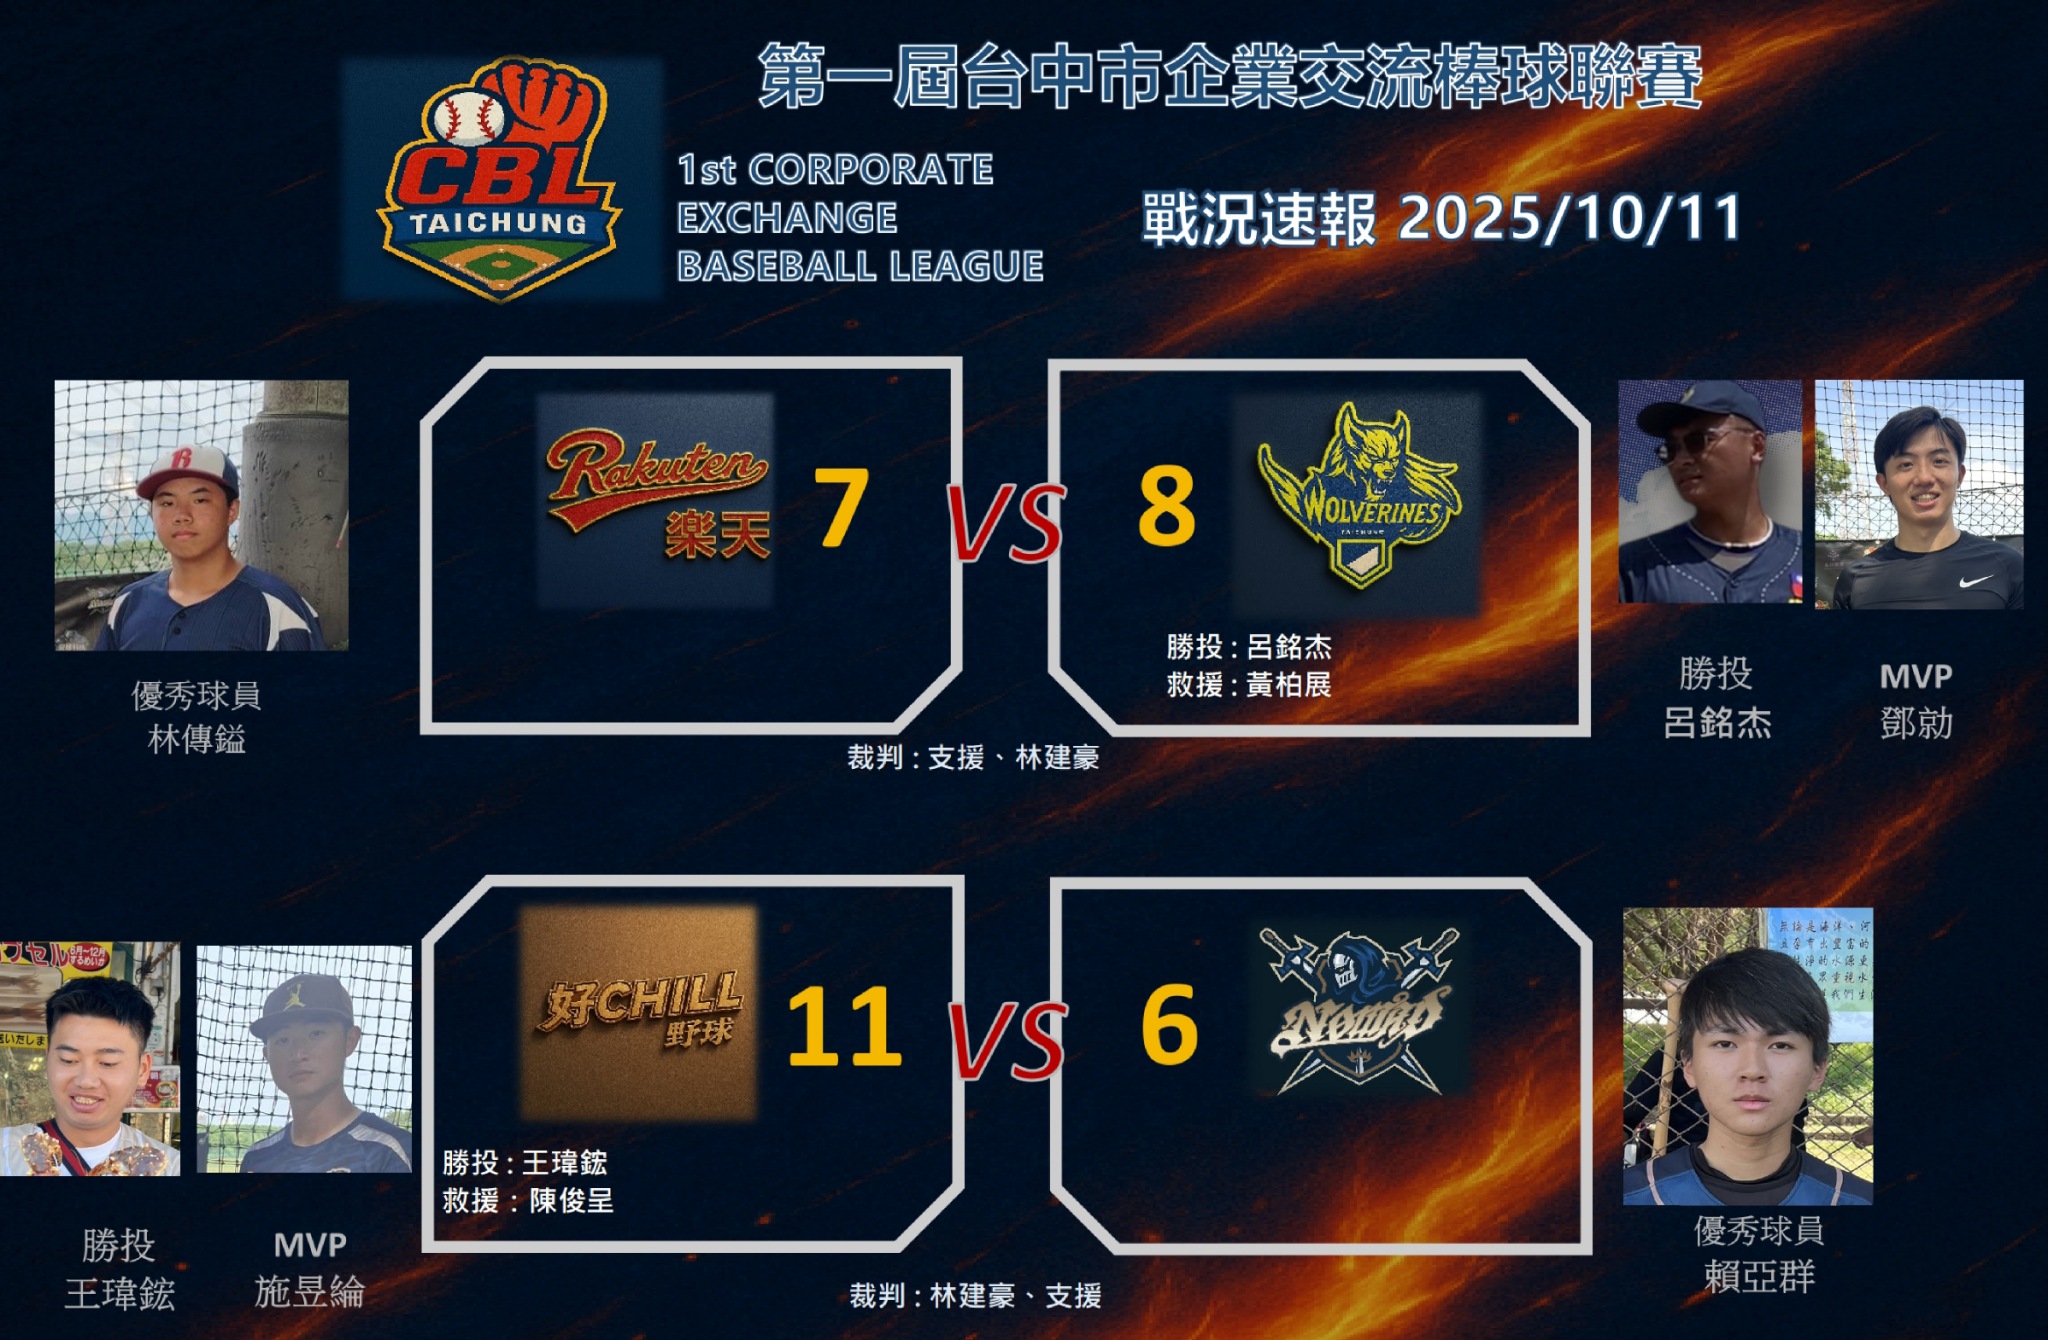 第一屆台中市企業交流棒球聯賽
CBL
TAICHUNG
1st CORPORATE
EXCHANGE
BASEBALL LEAGUE
戰況速報 2025/10/11
Rakuten
楽天
7
VS
8
WOLVERINES
TAICHUNG
勝投 : 呂銘杰
救援 : 黃柏展
優秀球員
林傳鎰
勝投
呂銘杰
MVP
鄧勍
裁判 : 支援、林建豪
好CHILL
野球
11
VS
6
NOMAD
勝投 : 王瑋鋐
救援 : 陳俊呈
勝投
王瑋鋐
MVP
施昱綸
優秀球員
賴亞群
裁判 : 林建豪、支援